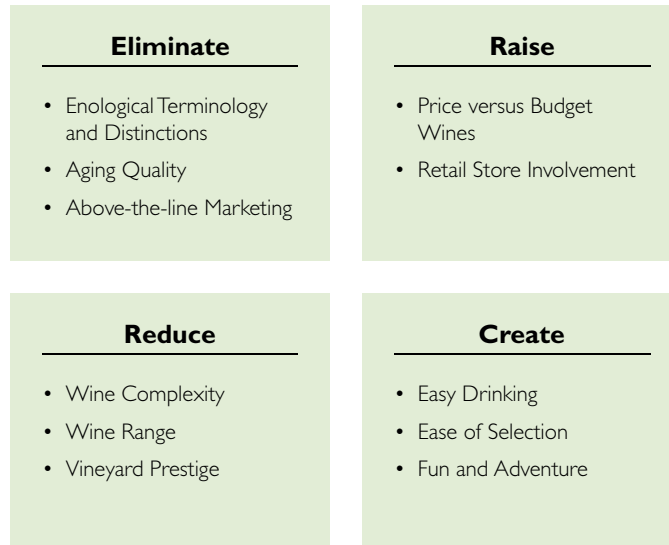 Eliminate
• Enological Terminology
and Distinctions
• Aging Quality
• Above-the-line Marketing
Raise
• Price versus Budget
Wines
• Retail Store Involvement
Reduce
• Wine Complexity
• Wine Range
• Vineyard Prestige
Create
• Easy Drinking
• Ease of Selection
• Fun and Adventure